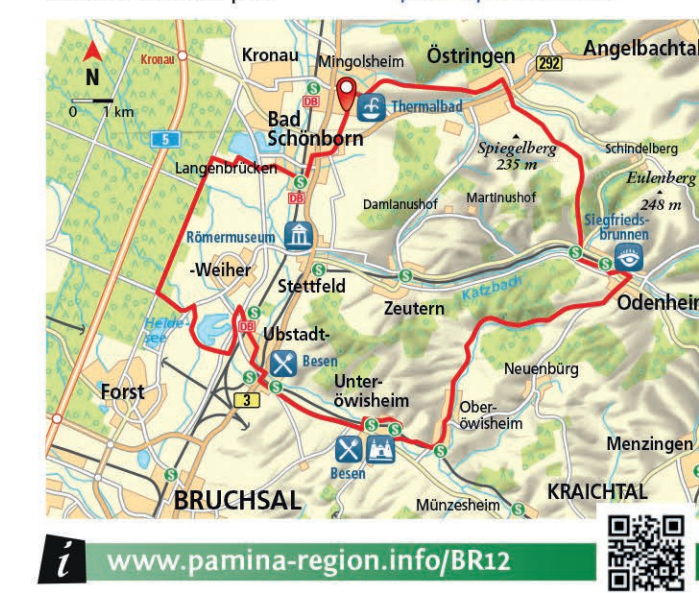 Kronau
Kronau
Mingolsheim
Östringen
Angelbachtal
292
N
0 1 km
DB
Thermalbad
Bad
Schönborn
5
Spiegelberg
235 m
Schindelberg
Langenbrücken
S
DB
Eulenberg
248 m
Damianushof
Martinushof
Siegfrieds-
brunnen
Römermuseum
-Weiher
Stettfeld
Zeutern
Katzbach
Odenheim
Heide-
see
DB
Ubstadt-
Besen
Neuenbürg
Forst
3
Unter-
öwisheim
Ober-
öwisheim
Menzingen
Besen
BRUCHSAL
Münzesheim
KRAICHTAL
i www.pamina-region.info/BR12